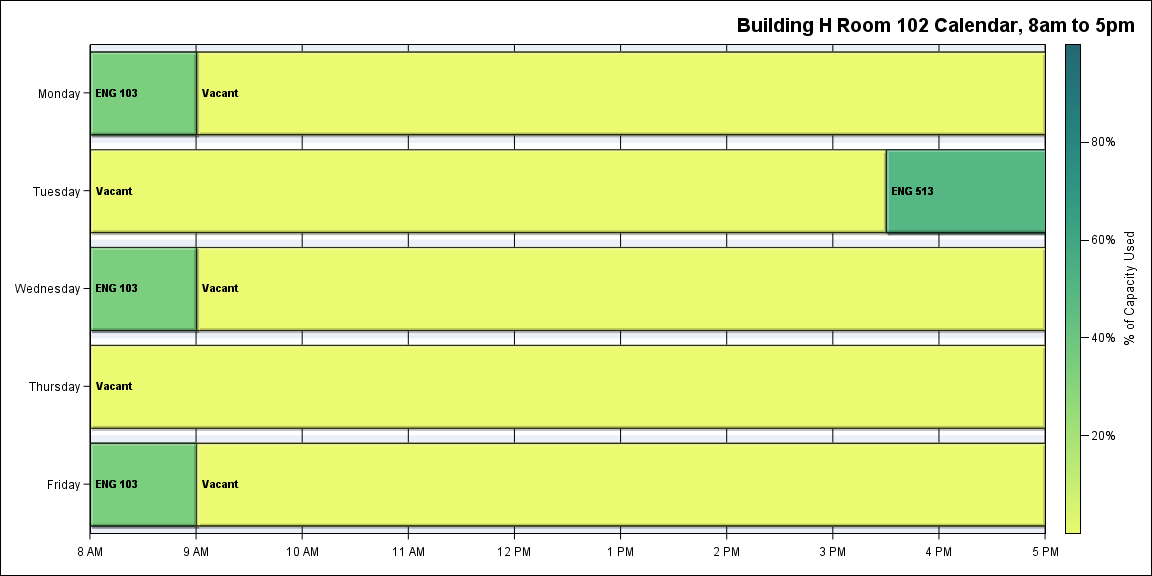 Building H Room 102 Calendar, 8am to 5pm
Monday
ENG 103
Vacant
Tuesday
Vacant
ENG 513
Wednesday
ENG 103
Vacant
Thursday
Vacant
Friday
ENG 103
Vacant
8 AM
9 AM
10 AM
11 AM
12 PM
1 PM
2 PM
3 PM
4 PM
5 PM
80%
60%
40%
20%
% of Capacity Used